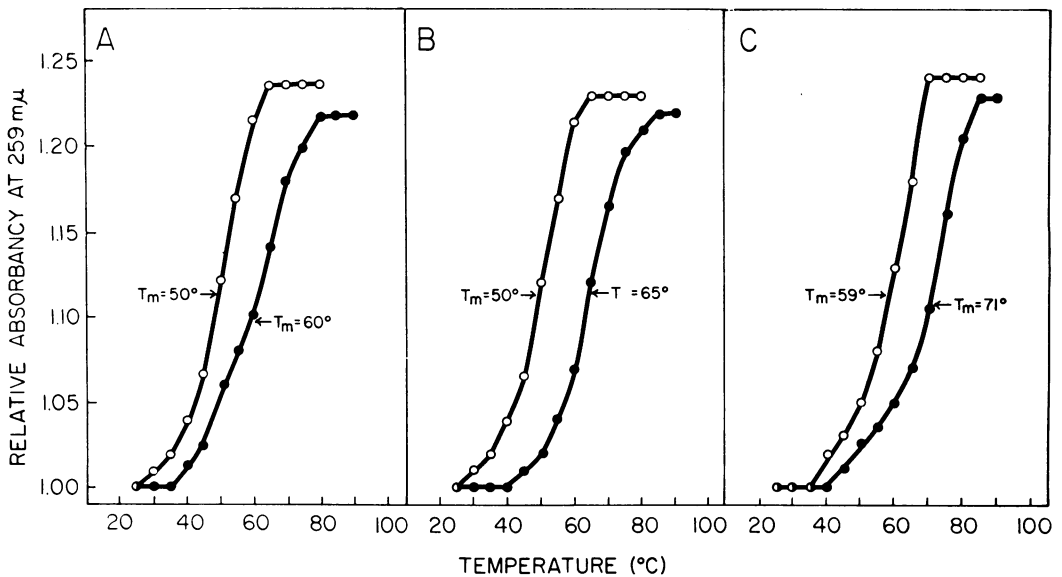 A
B
C
RELATIVE ABSORBANCY AT 259 mμ
1.25
1.20
1.15
1.10
1.05
1.00
Tm=50°
Tm=60°
Tm=50°
T =65°
Tm=59°
Tm=71°
20 40 60 80 100
20 40 60 80 100
20 40 60 80 100
TEMPERATURE (°C)